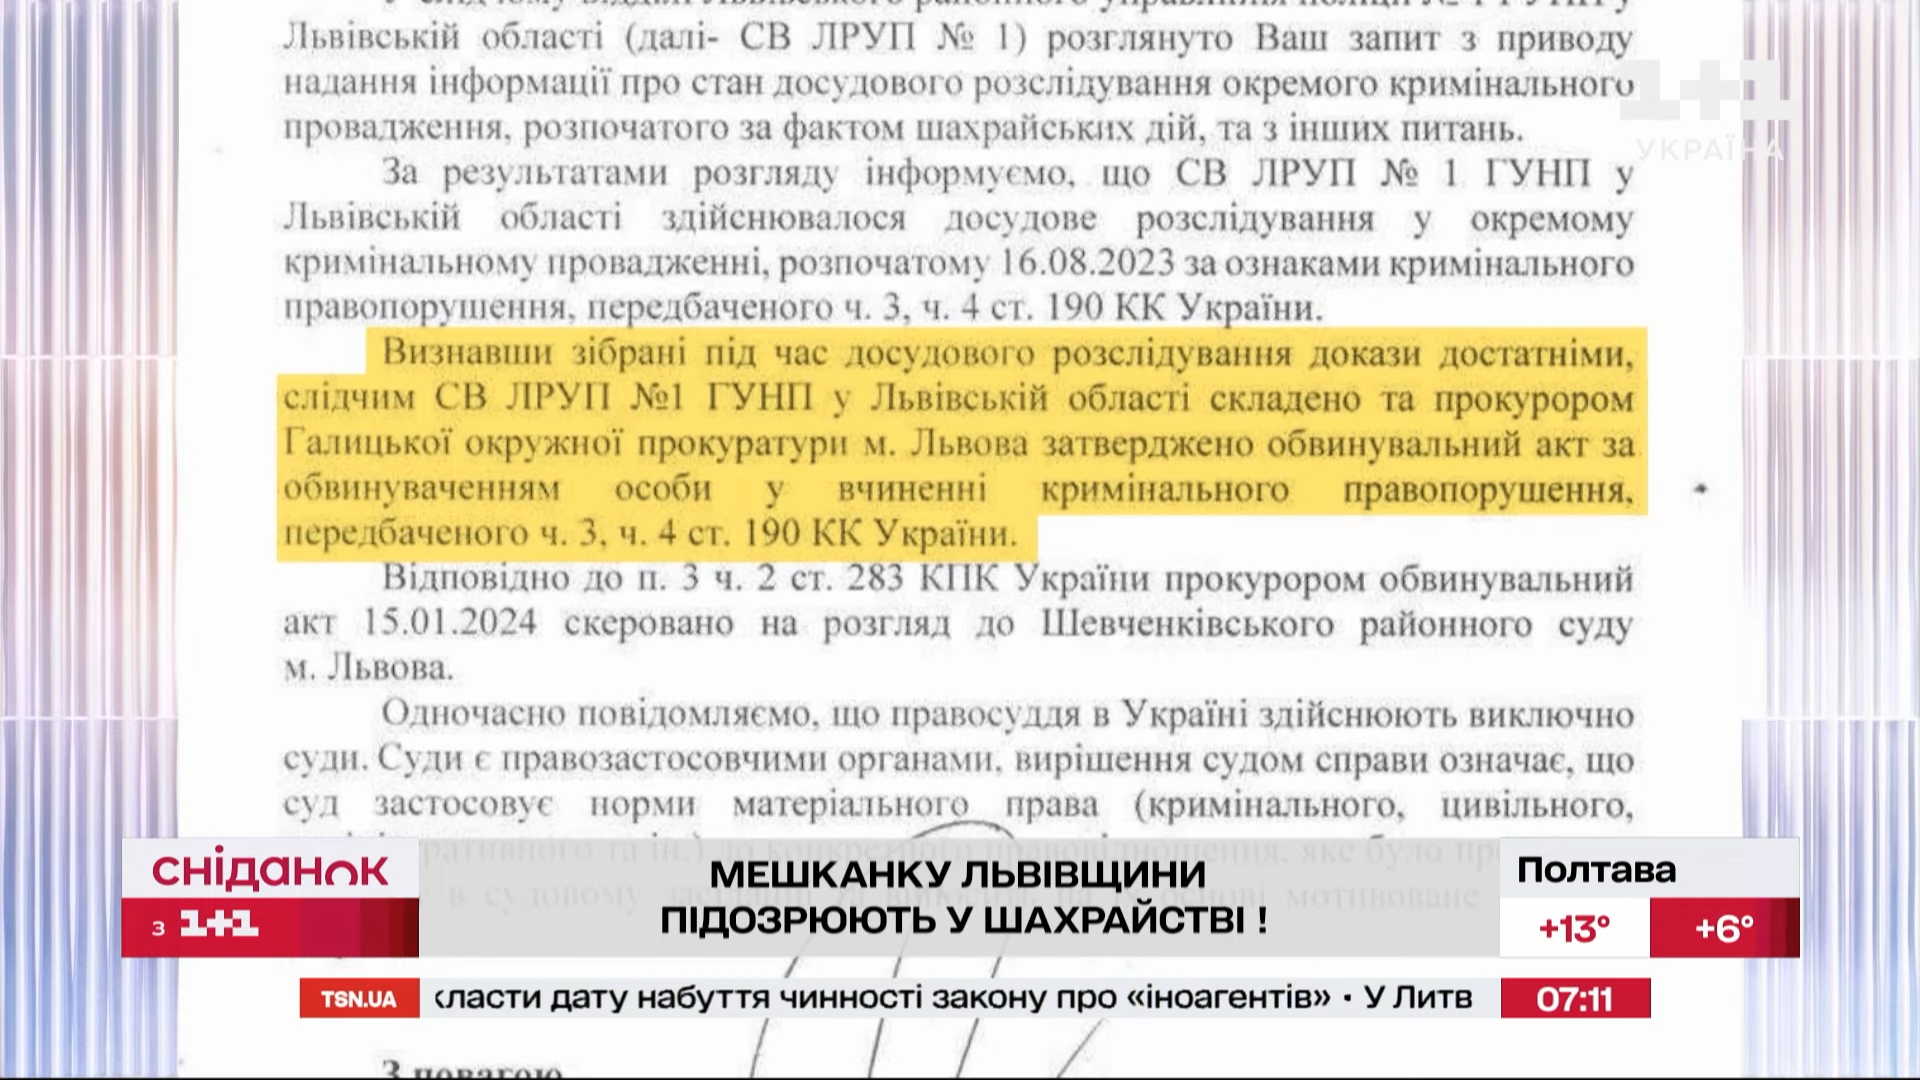 Львівській області (далі- СВ ЛРУП № 1) розглянуто Ваш запит з приводу
надання інформації про стан досудового розслідування окремого кримінального
провадження, розпочатого за фактом шахрайських дій, та з інших питань.
1+1
УКРАЇНА
За результатами розгляду інформуємо, що СВ ЛРУП № 1 ГУНП у
Львівській області здійснювалося досудове розслідування у окремому
кримінальному провадженні, розпочатому 16.08.2023 за ознаками кримінального
правопорушення, передбаченого ч. 3, ч. 4 ст. 190 КК України.
Визнавши зібрані під час досудового розслідування докази достатніми,
слідчим СВ ЛРУП №1 ГУНП у Львівській області складено та прокурором
Галицької окружної прокуратури м. Львова затверджено обвинувальний акт за
обвинуваченням особи у вчиненні кримінального правопорушення,
передбаченого ч. 3, ч. 4 ст. 190 КК України.
Відповідно до п. 3 ч. 2 ст. 283 КПК України прокурором обвинувальний
акт 15.01.2024 скеровано на розгляд до Шевченківського районного суду
м. Львова.
Одночасно повідомляємо, що правосуддя в Україні здійснюють виключно
суди. Суди є правозастосовчими органами, вирішення судом справи означає, що
суд застосовує норми матеріального права (кримінального, цивільного,
СНІДАНОК
З 1+1
МЕШКАНКУ ЛЬВІВЩИНИ
ПІДОЗРЮЮТЬ У ШАХРАЙСТВІ !
Полтава
+13° +6°
TSN.UA
класти дату набуття чинності закону про «іноагентів» • У Литв
07:11
З повагою